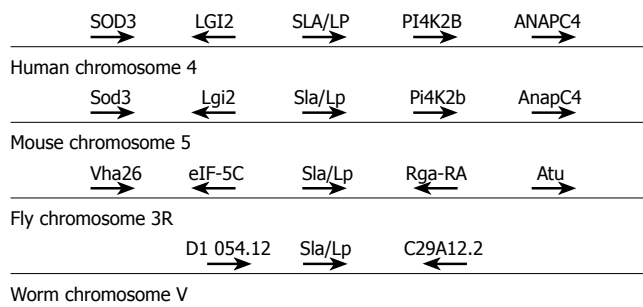 SOD3 LGI2 SLA/LP PI4K2B ANAPC4
Human chromosome 4
Sod3 Lgi2 Sla/Lp Pi4K2b AnapC4
Mouse chromosome 5
Vha26 eIF-5C Sla/Lp Rga-RA Atu
Fly chromosome 3R
D1 054.12 Sla/Lp C29A12.2
Worm chromosome V